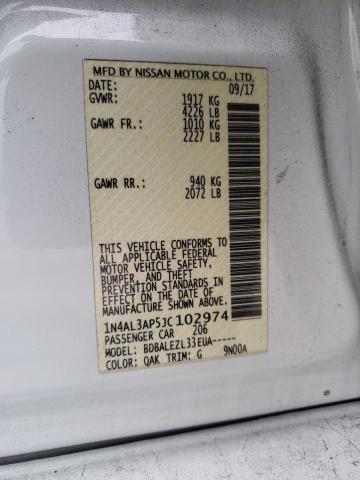 MFD BY NISSAN MOTOR CO., LTD.
DATE: 09/17
GVWR: 1917 KG
4226 LB
GAWR FR.: 1010 KG
2227 LB
GAWR RR.: 940 KG
2072 LB
THIS VEHICLE CONFORMS TO
ALL APPLICABLE FEDERAL
MOTOR VEHICLE SAFETY,
BUMPER, AND THEFT
PREVENTION STANDARDS
IN EFFECT ON THE DATE
OF MANUFACTURE SHOWN ABOVE.
1N4AL3AP5JC102974
PASSENGER CAR 206
MODEL: BDBALEZL33EUA-----
COLOR: QAK TRIM: G 9N00A